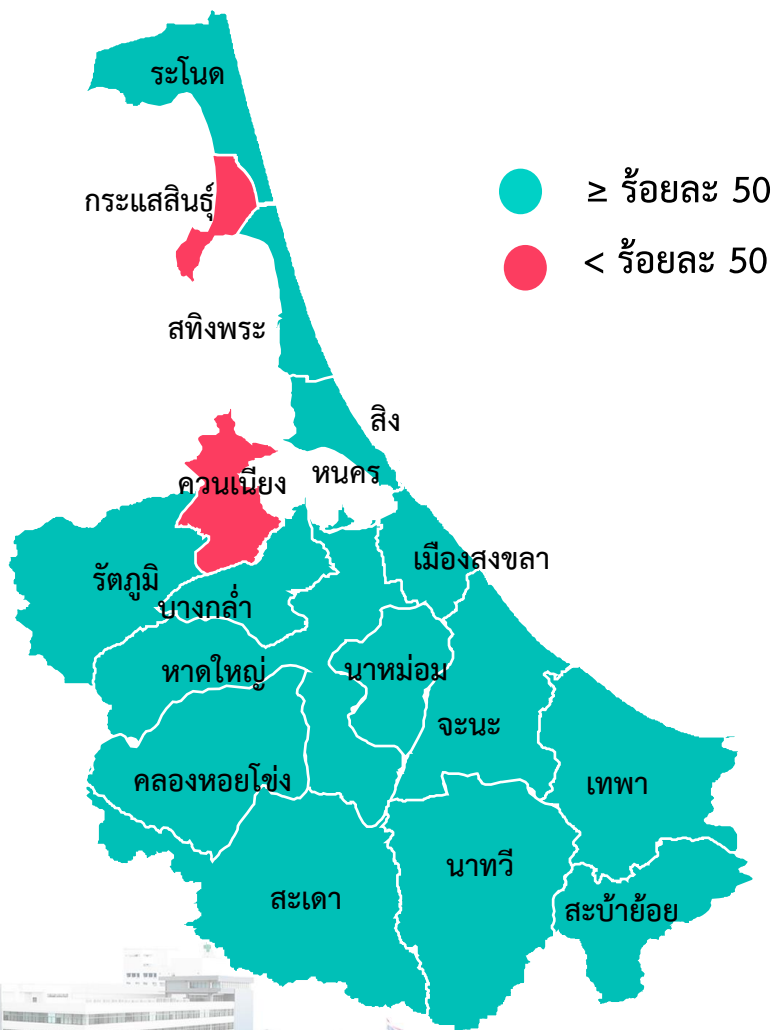 ระโนด
≥ ร้อยละ 50
กระแสสินธุ์
< ร้อยละ 50
สทิงพระ
สิง
หนคร
ควนเนียง
เมืองสงขลา
รัตภูมิ
บางกล่ำ
หาดใหญ่
นาหม่อม
จะนะ
คลองหอยโข่ง
เทพา
นาทวี
สะเดา
สะบ้าย้อย